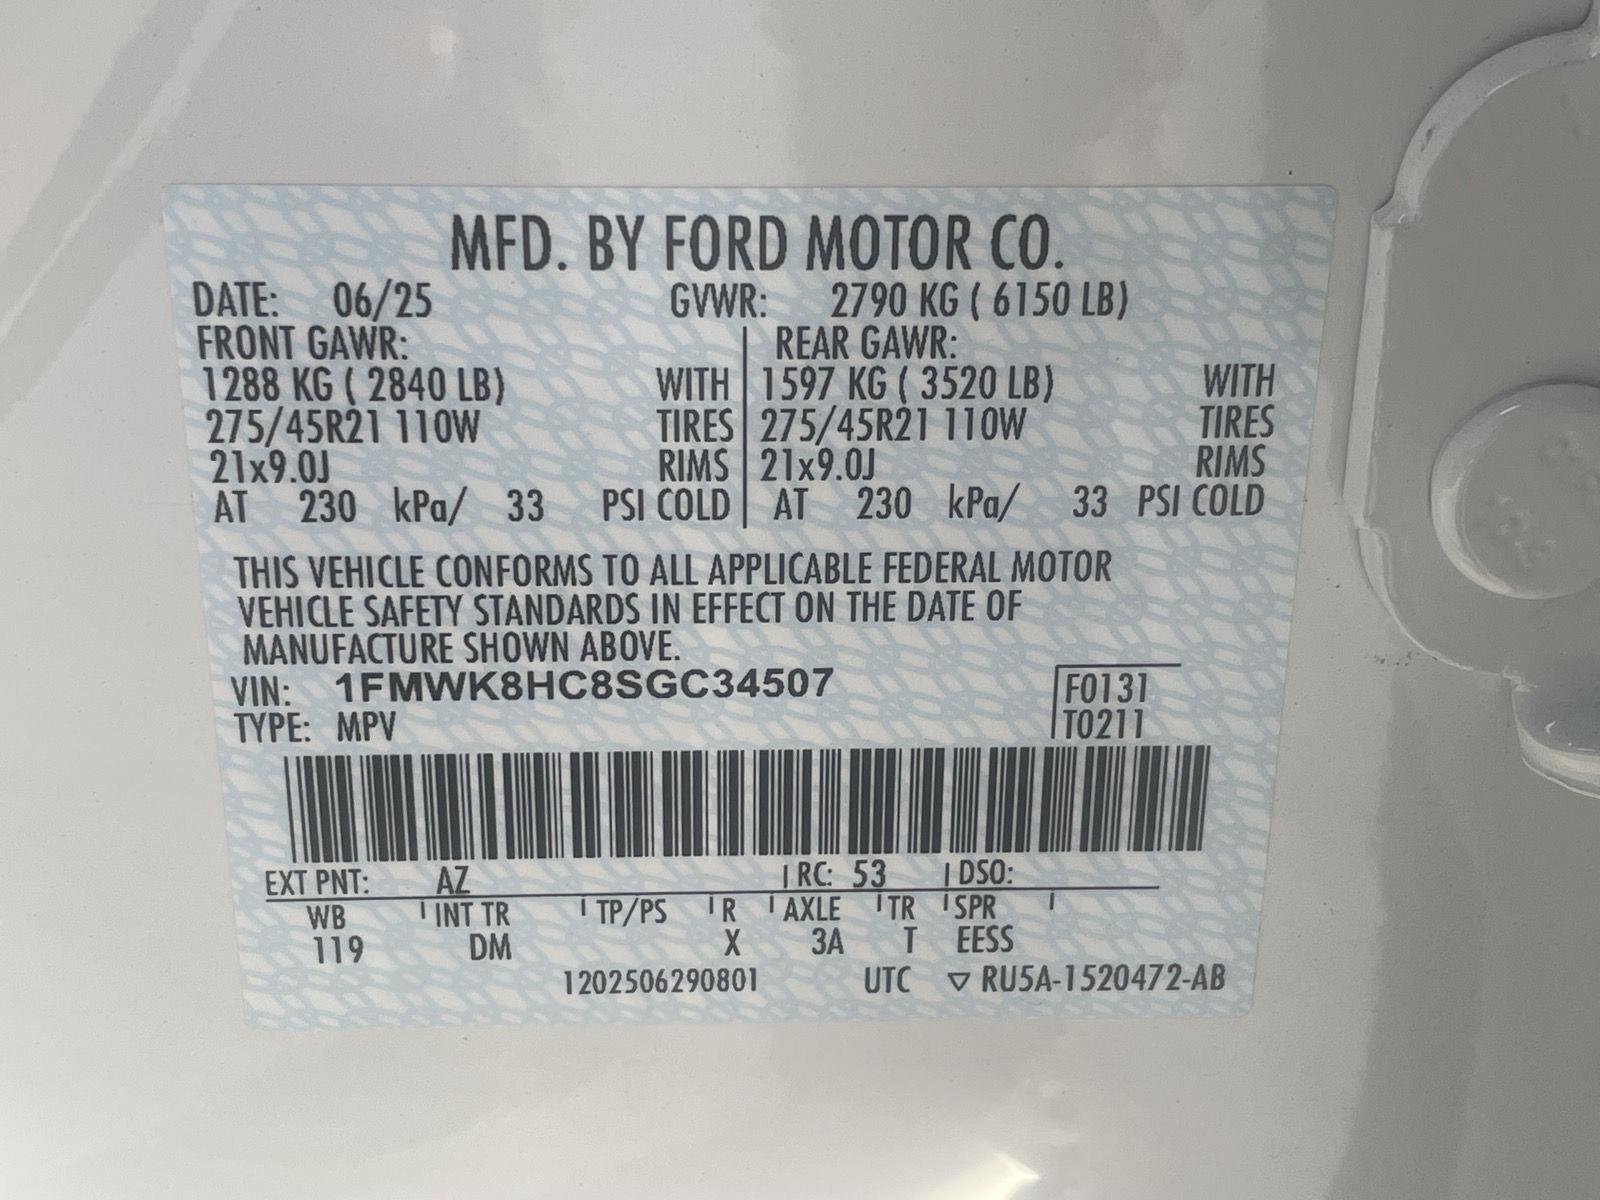 MFD. BY FORD MOTOR CO.
DATE: 06/25 GVWR: 2790 KG ( 6150 LB)
FRONT GAWR: REAR GAWR:
1288 KG ( 2840 LB) WITH 1597 KG ( 3520 LB) WITH
275/45R21 110W TIRES 275/45R21 110W TIRES
21x9.0J RIMS 21x9.0J RIMS
AT 230 kPa/ 33 PSI COLD AT 230 kPa/ 33 PSI COLD
THIS VEHICLE CONFORMS TO ALL APPLICABLE FEDERAL MOTOR
VEHICLE SAFETY STANDARDS IN EFFECT ON THE DATE OF
MANUFACTURE SHOWN ABOVE.
VIN: 1FMWK8HC8SGC34507 F0131
TYPE: MPV T0211
EXT PNT: AZ RC: 53 DSO:
WB INT TR TP/PS R AXLE TR SPR
119 DM X 3A T EESS
1202506290801 UTC ▽ RU5A-1520472-AB